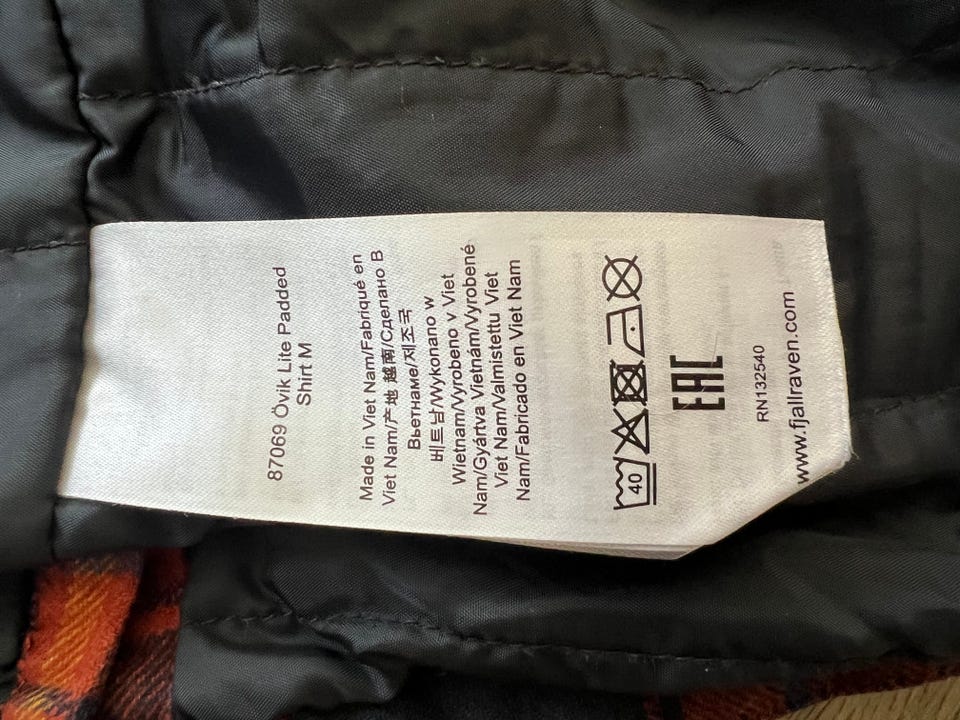 87069 Övik Lite Padded
Shirt M
Made in Viet Nam/Fabriqué en
Viet Nam/产地 越南/Сделано В
Вьетнаме/제조국
베트남/Wykonano w
Wietnam/Vyrobeno v Viet
Nam/Gyártva Vietnám/Vyrobené
Viet Nam/Valmistettu Viet
Nam/Fabricado en Viet Nam
40
EAC
RN132540
www.fjallraven.com